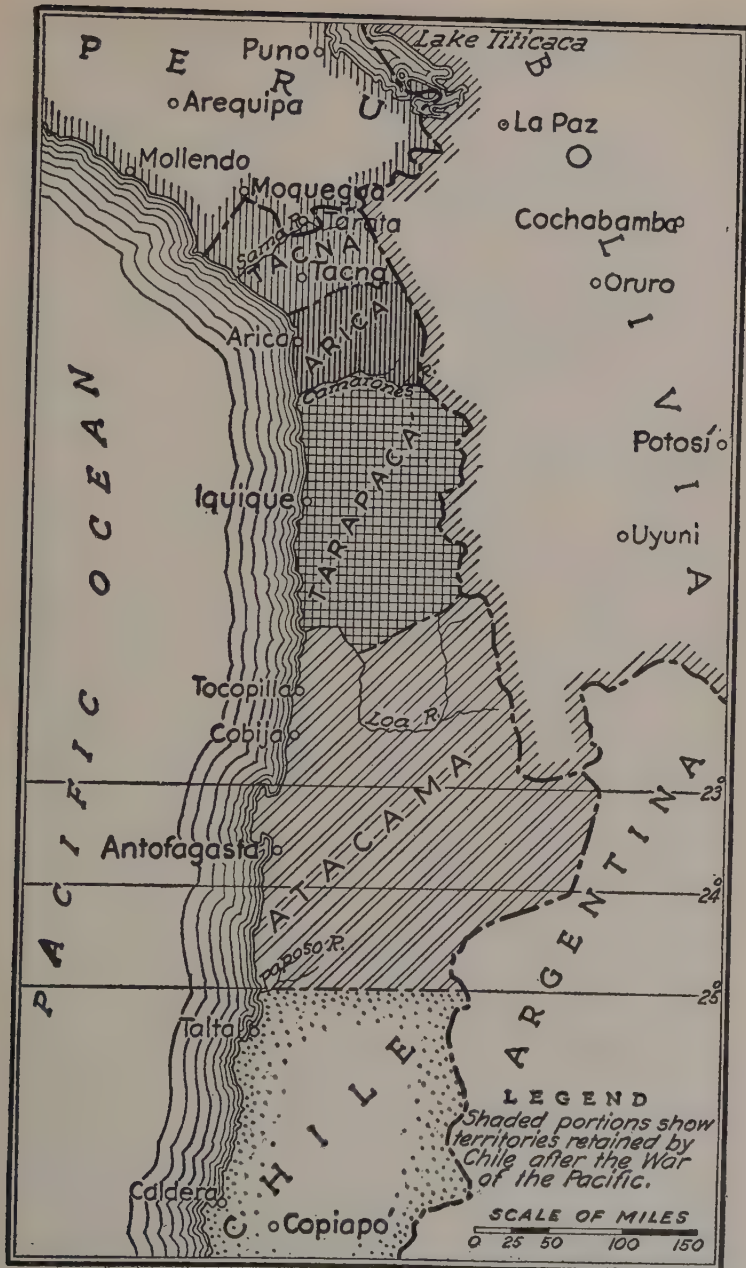 PERU
Puno
Lake Titicaca
BOLIVIA
Arequipa
La Paz
Mollendo
Moquegua
Cochabamba
Sama R.
Tarata
TACNA
Tacna
Oruro
Arica
ARICA
Camarones R.
PACIFIC OCEAN
Potosí
Iquique
TARAPACA
Uyuni
Tocopilla
Loa R.
Cobija
23°
ATACAMA
ARGENTINA
Antofagasta
24°
Paposo R.
25°
Taltal
CHILE
LEGEND
Shaded portions show
territories retained by
Chile after the War
of the Pacific.
Caldera
Copiapó
SCALE OF MILES
0 25 50 100 150